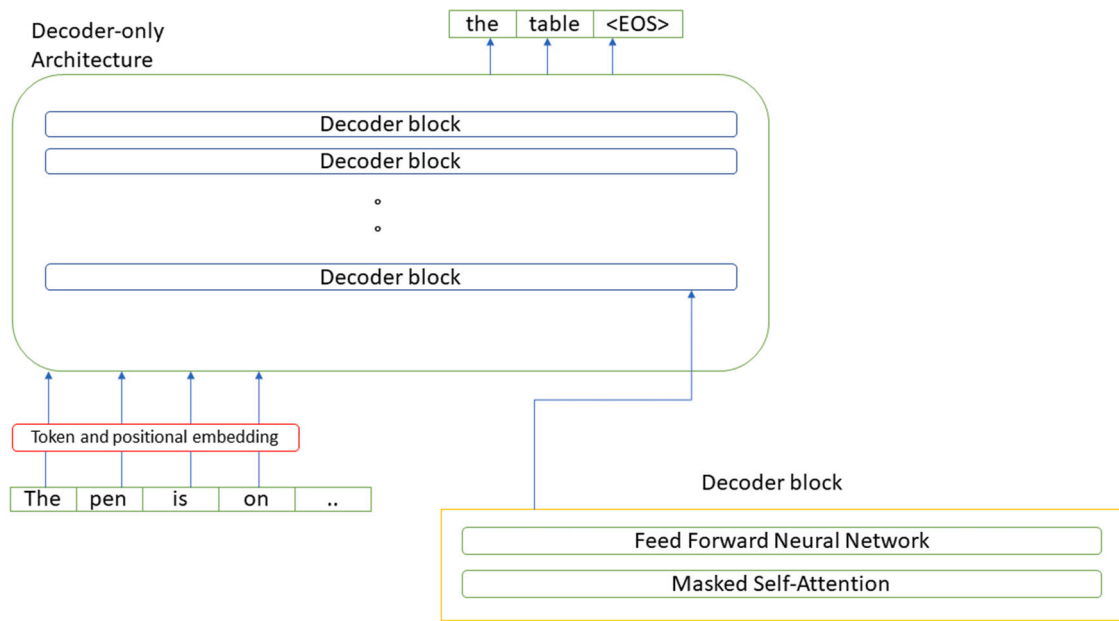 Decoder-only
Architecture
the table <EOS>
Decoder block
Decoder block
Decoder block
Token and positional embedding
The pen is on ..
Decoder block
Feed Forward Neural Network
Masked Self-Attention